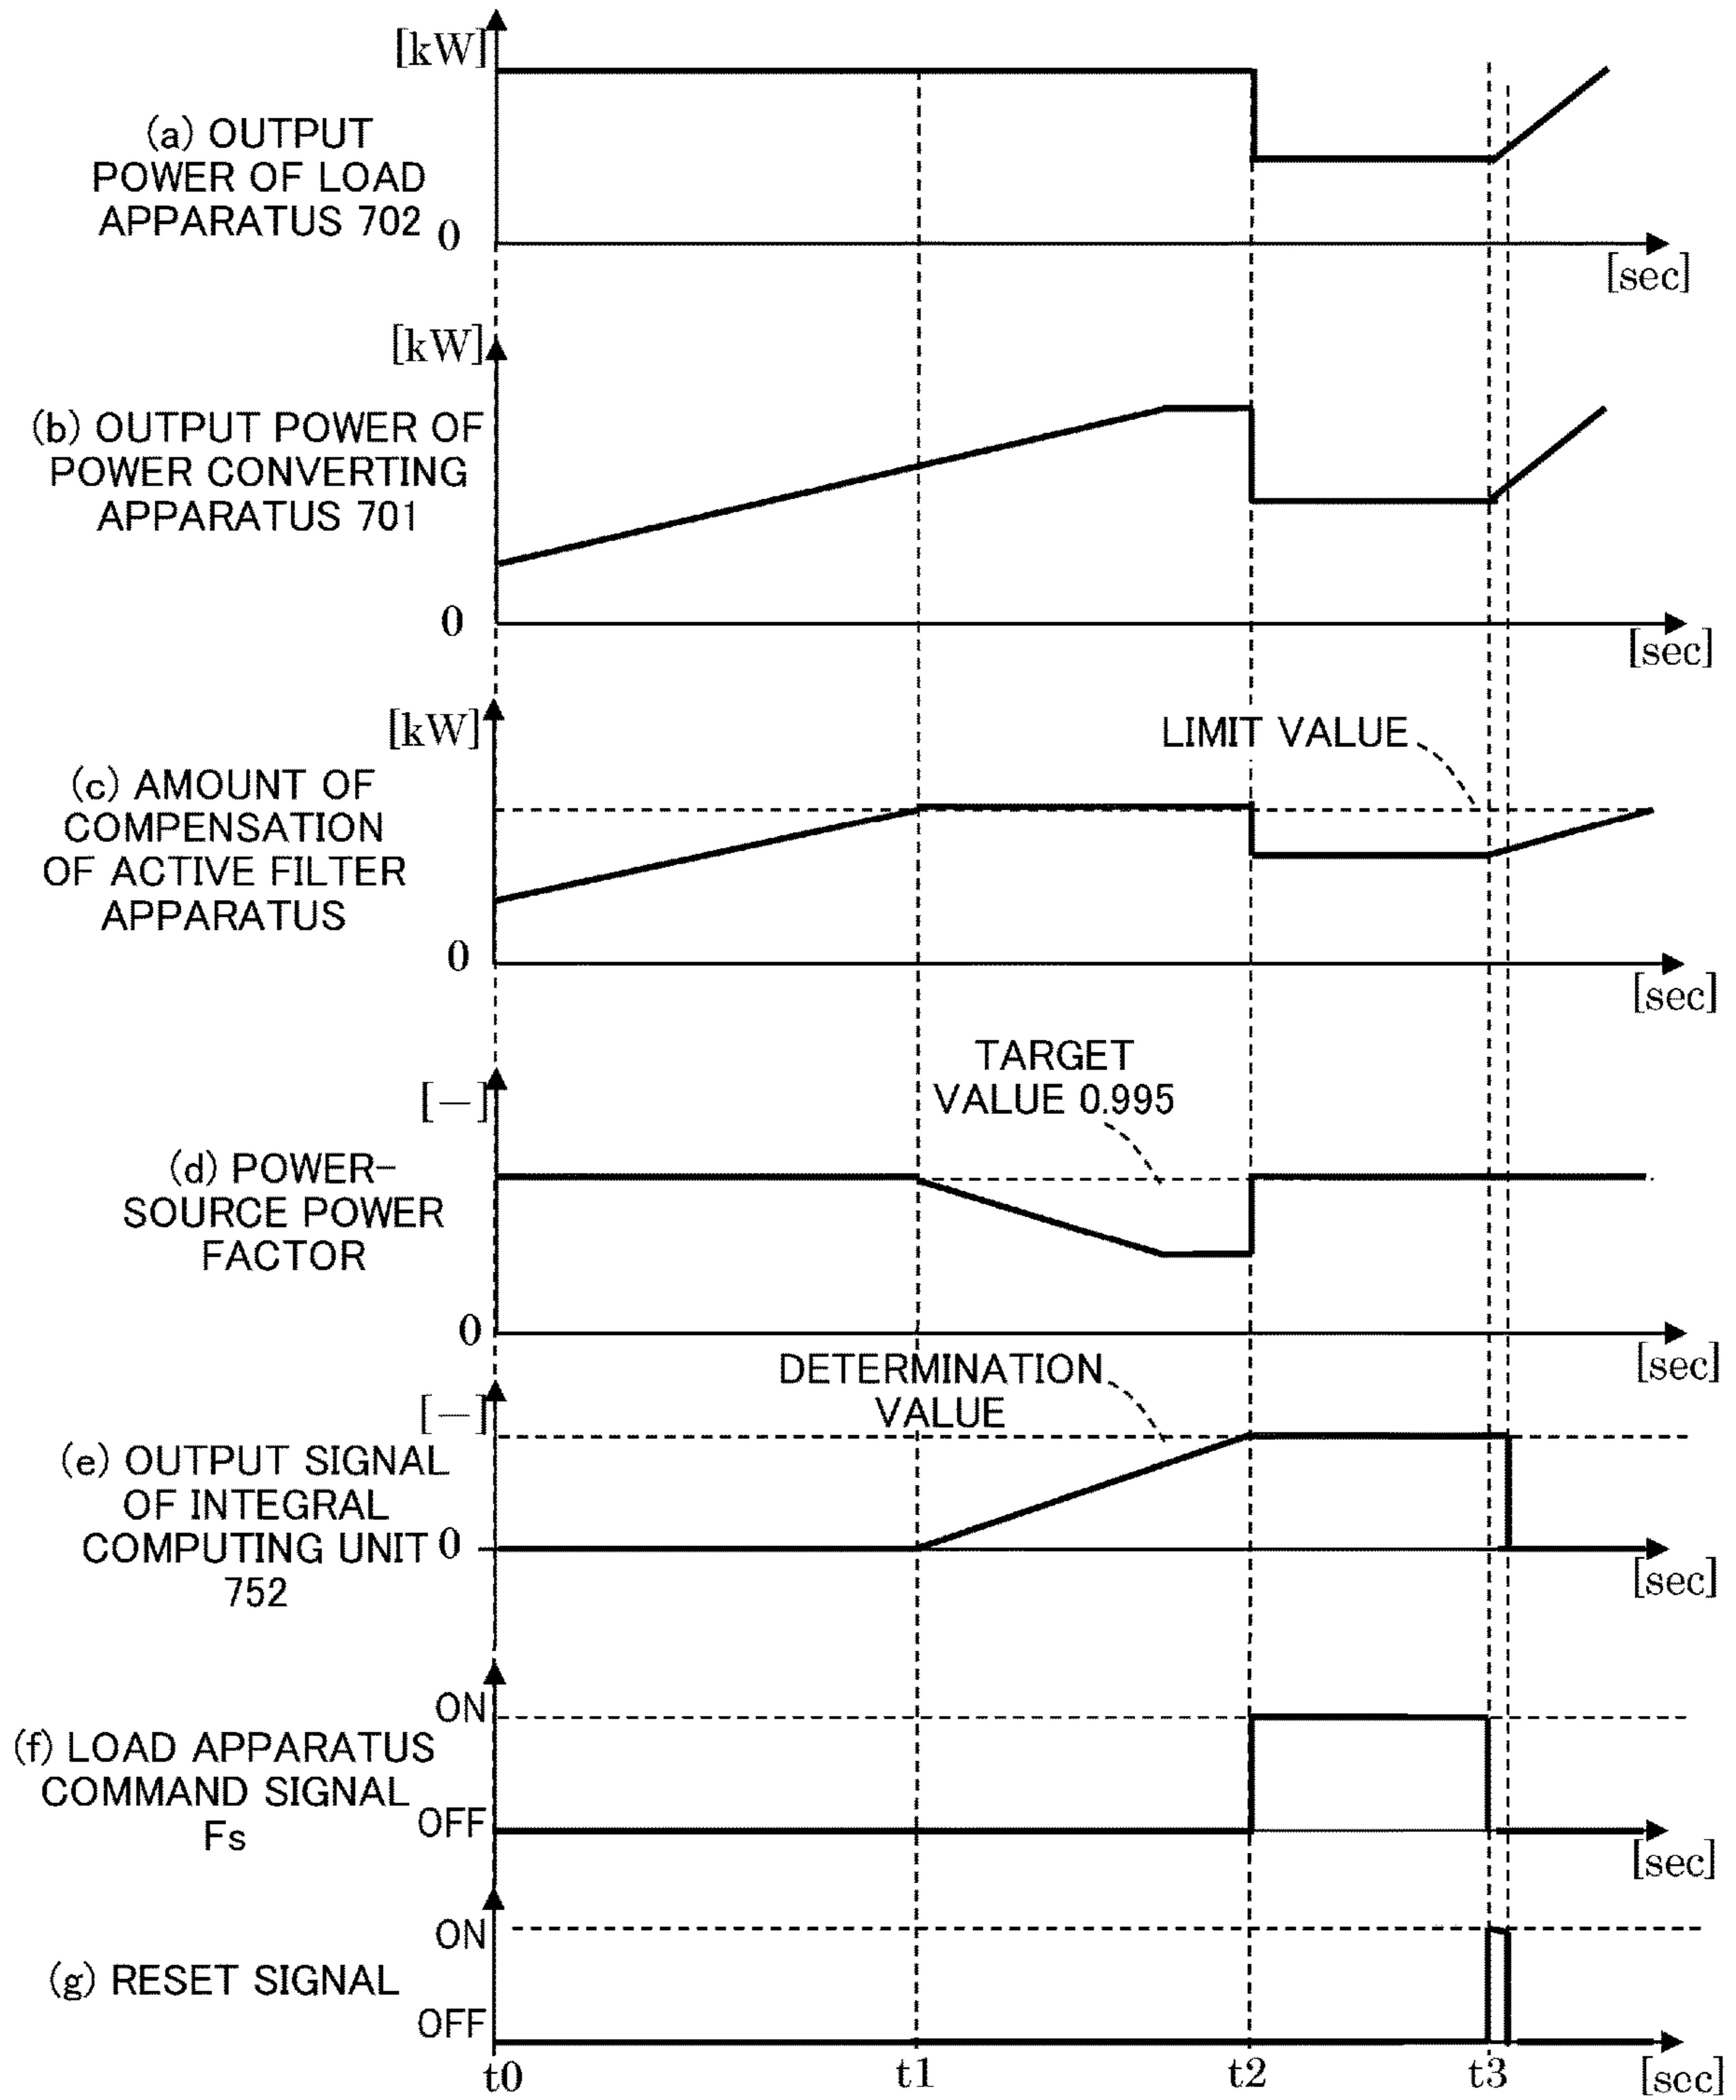 [kW]
(a) OUTPUT
POWER OF LOAD
APPARATUS 702
0
[sec]
[kW]
(b) OUTPUT POWER OF
POWER CONVERTING
APPARATUS 701
0
[sec]
[kW]
LIMIT VALUE
(c) AMOUNT OF
COMPENSATION
OF ACTIVE FILTER
APPARATUS
0
[sec]
TARGET
VALUE 0.995
[—]
(d) POWER-
SOURCE POWER
FACTOR
0
[sec]
DETERMINATION
VALUE
[—]
(e) OUTPUT SIGNAL
OF INTEGRAL
COMPUTING UNIT
752
0
[sec]
ON
(f) LOAD APPARATUS
COMMAND SIGNAL
Fs
OFF
[sec]
ON
(g) RESET SIGNAL
OFF
t0 t1 t2 t3 [sec]